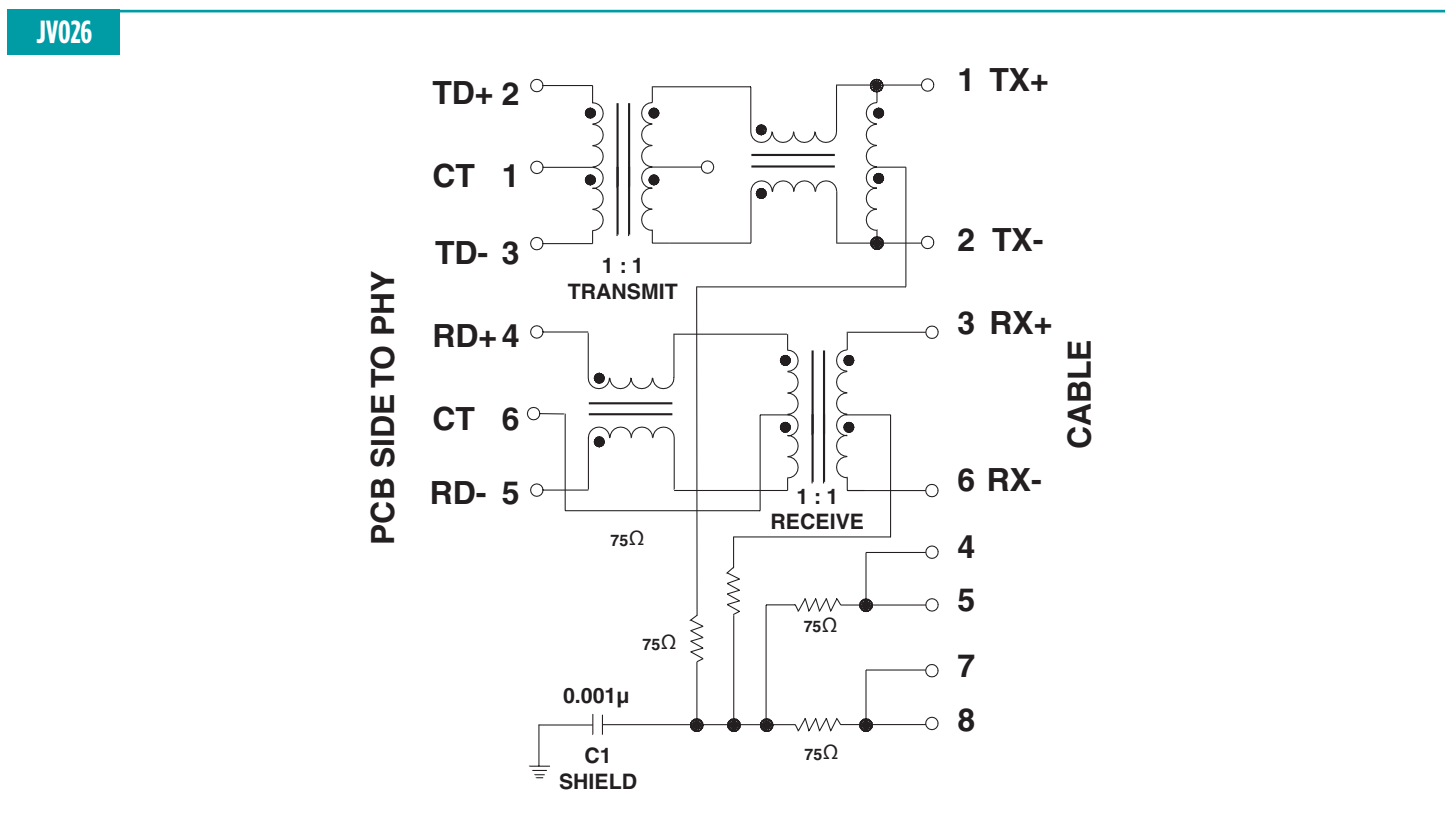 JV026
TD+ 2
CT 1
TD- 3
1 : 1
TRANSMIT
1 TX+
2 TX-
PCB SIDE TO PHY
RD+ 4
CT 6
RD- 5
1 : 1
RECEIVE
3 RX+
6 RX-
CABLE
75Ω
4
5
75Ω
75Ω
7
8
75Ω
0.001µ
C1
SHIELD